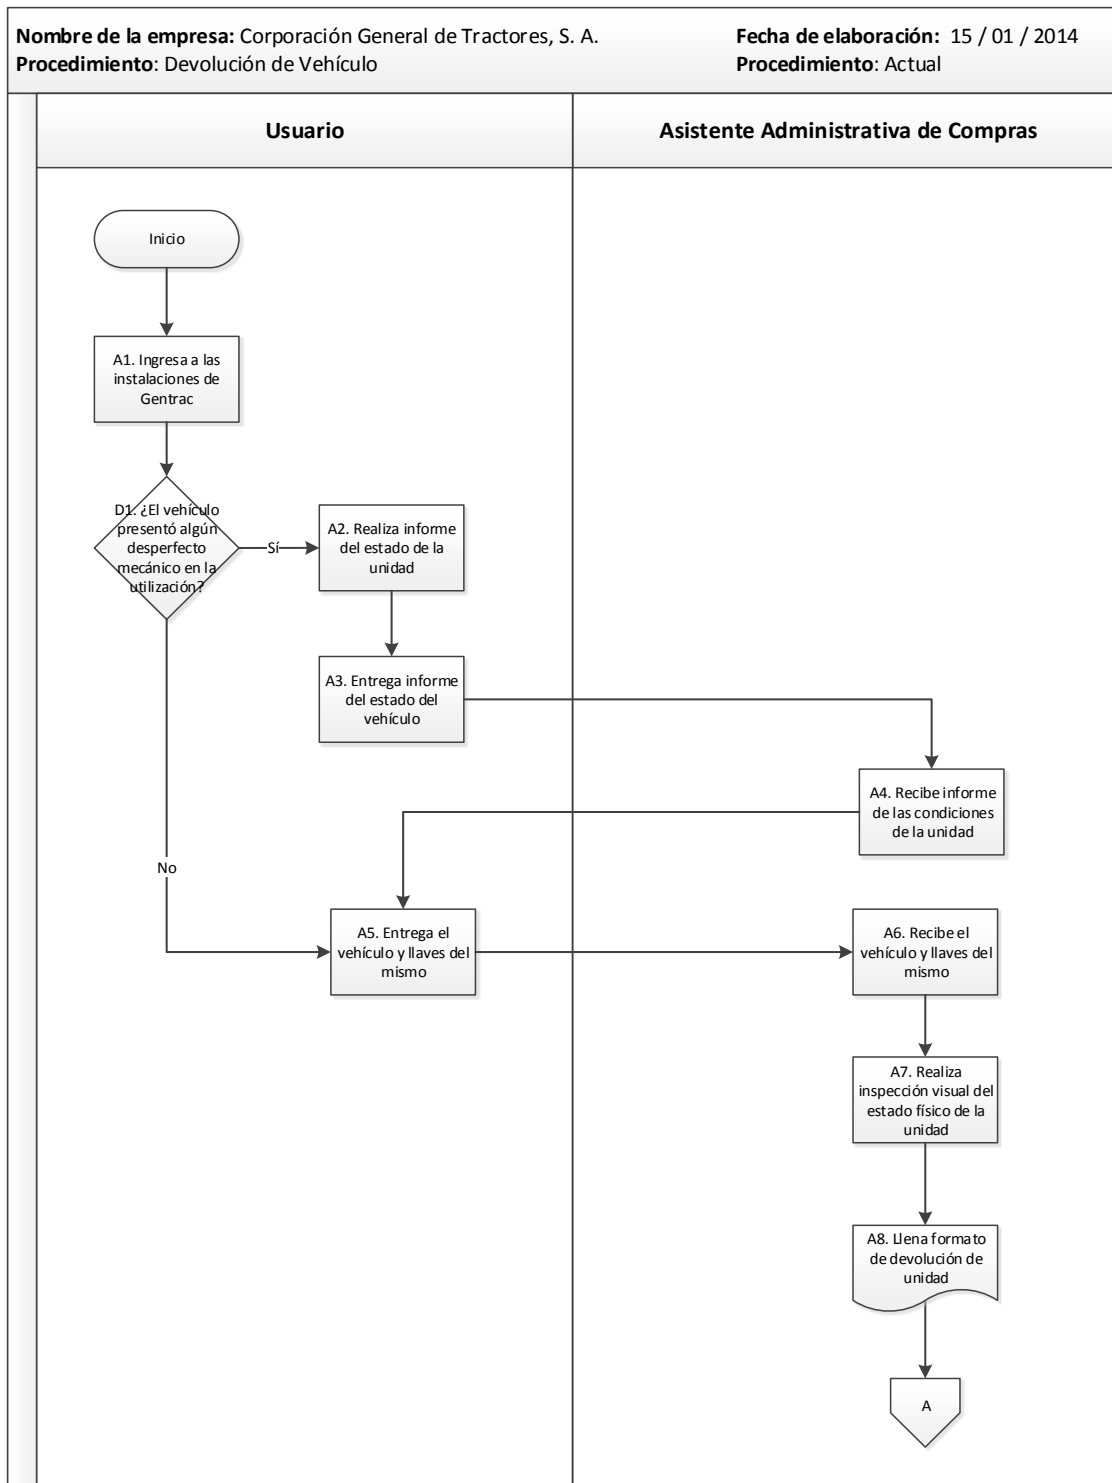 Nombre de la empresa: Corporación General de Tractores, S. A.
Fecha de elaboración: 15 / 01 / 2014
Procedimiento: Devolución de Vehículo
Procedimiento: Actual
Usuario
Asistente Administrativa de Compras
Inicio
A1. Ingresa a las
instalaciones de
Gentrac
D1. ¿El vehículo
presentó algún
desperfecto
mecánico en la
utilización?
Sí
A2. Realiza informe
del estado de la
unidad
A3. Entrega informe
del estado del
vehículo
A4. Recibe informe
de las condiciones
de la unidad
No
A5. Entrega el
vehículo y llaves del
mismo
A6. Recibe el
vehículo y llaves del
mismo
A7. Realiza
inspección visual del
estado físico de la
unidad
A8. Llena formato
de devolución de
unidad
A